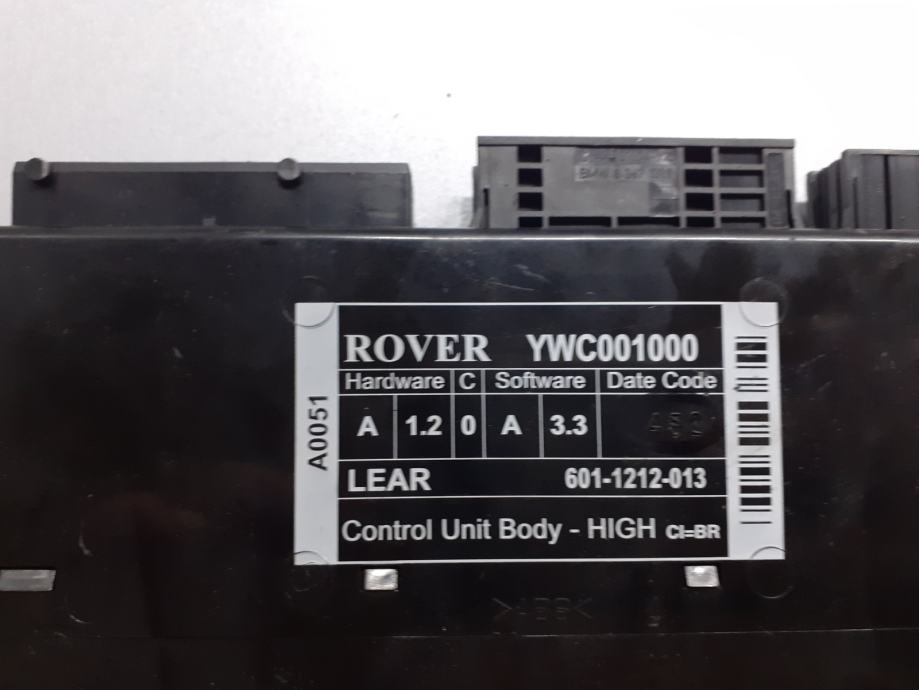 ROVER YWC001000
Hardware C Software Date Code
A 1.2 0 A 3.3
A0051
LEAR 601-1212-013
Control Unit Body - HIGH CI=BR